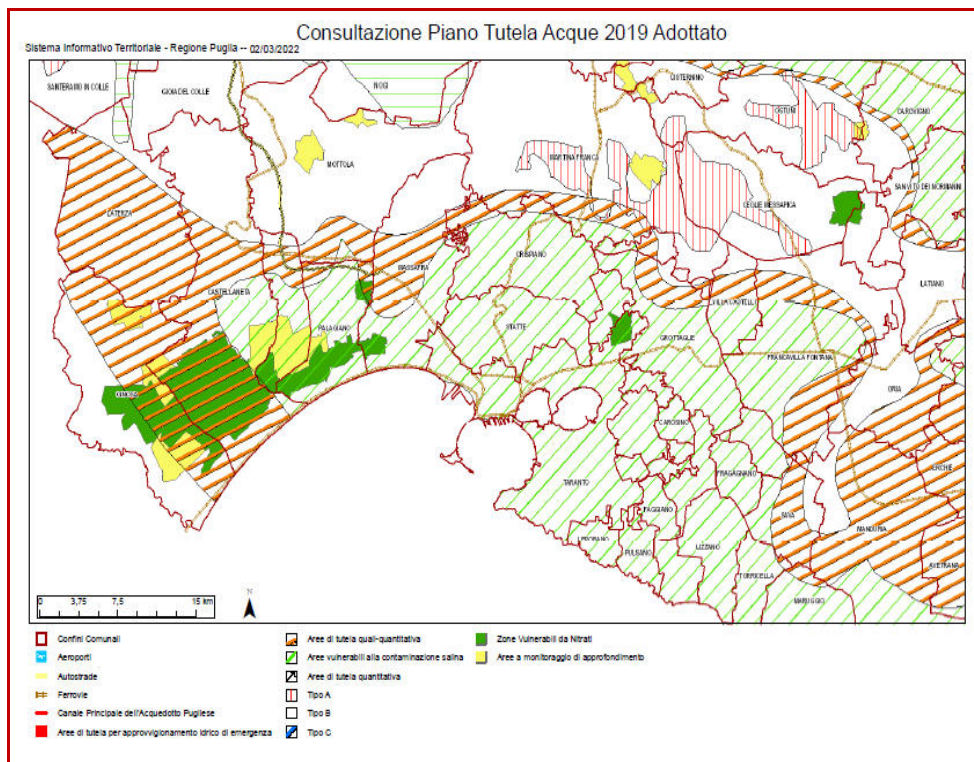 Consultazione Piano Tutela Acque 2019 Adottato
Sistema Informativo Territoriale - Regione Puglia -- 02/03/2022
SANTERAMO IN COLLE
GIOIA DEL COLLE
NOCI
CISTERNINO
OSTUNI
CAROVIGNO
MOTTOLA
MARTINA FRANCA
SAN VITO DEI NORMANNI
CEGLIE MESSAPICA
LATERZA
CRISPIANO
MASSAFRA
LATIANO
CASTELLANETA
VILLA CASTELLI
PALAGIANO
STATTE
GROTTAGLIE
FRANCAVILLA FONTANA
GINOSA
ORIA
CAROSINO
FRAGAGNANO
ERCHIE
TARANTO
FAGGIANO
SAVA
MANDURIA
LEPORANO
PULSANO
LIZZANO
AVETRANA
TORRICELLA
MARUGGIO
0 3,75 7,5 15 km
N
Confini Comunali
Aeroporti
Autostrade
Ferrovie
Canale Principale dell'Acquedotto Pugliese
Aree di tutela per approvvigionamento idrico di emergenza
Aree di tutela quali-quantitativa
Aree vulnerabili alla contaminazione salina
Aree di tutela quantitativa
Tipo A
Tipo B
Tipo C
Zone Vulnerabili da Nitrati
Aree a monitoraggio di approfondimento